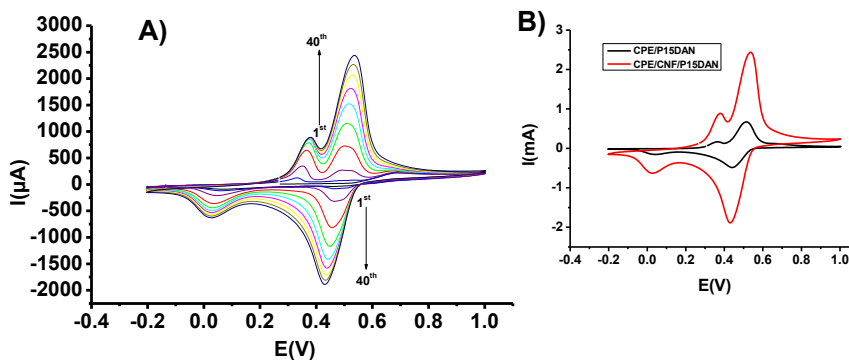 A)
3000
2500
2000
1500
1000
500
0
-500
-1000
-1500
-2000
I(µA)
40th
1st
1st
40th
-0.4 -0.2 0.0 0.2 0.4 0.6 0.8 1.0
E(V)
B)
CPE/P15DAN
CPE/CNF/P15DAN
3
2
1
0
-1
-2
I(mA)
-0.4 -0.2 0.0 0.2 0.4 0.6 0.8 1.0
E(V)